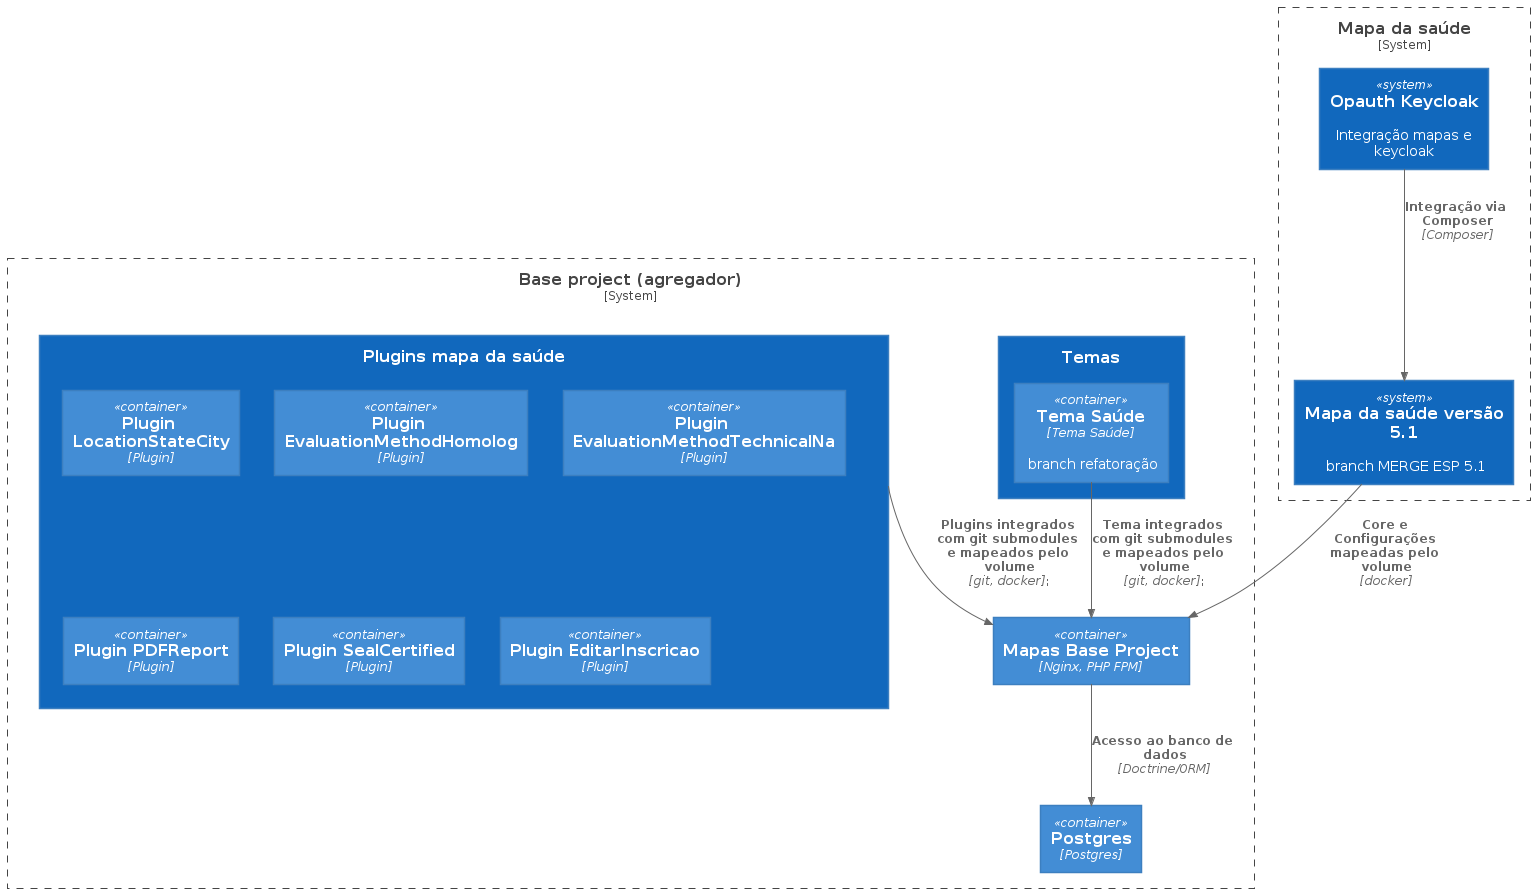 Mapa da saúde
[System]
«system»
Opauth Keycloak
Integração mapas e
keycloak
Integração via
Composer
[Composer]
Base project (agregador)
[System]
Plugins mapa da saúde
«container»
Plugin
LocationStateCity
[Plugin]
«container»
Plugin
EvaluationMethodHomolog
[Plugin]
«container»
Plugin
EvaluationMethodTechnicalNa
[Plugin]
Temas
«container»
Tema Saúde
[Tema Saúde]
branch refatoração
«system»
Mapa da saúde versão
5.1
branch MERGE ESP 5.1
Plugins integrados
com git submodules
e mapeados pelo
volume
[git, docker];
Tema integrados
com git submodules
e mapeados pelo
volume
[git, docker];
Core e
Configurações
mapeadas pelo
volume
[docker]
«container»
Plugin PDFReport
[Plugin]
«container»
Plugin SealCertified
[Plugin]
«container»
Plugin EditarInscricao
[Plugin]
«container»
Mapas Base Project
[Nginx, PHP FPM]
Acesso ao banco de
dados
[Doctrine/0RM]
«container»
Postgres
[Postgres]